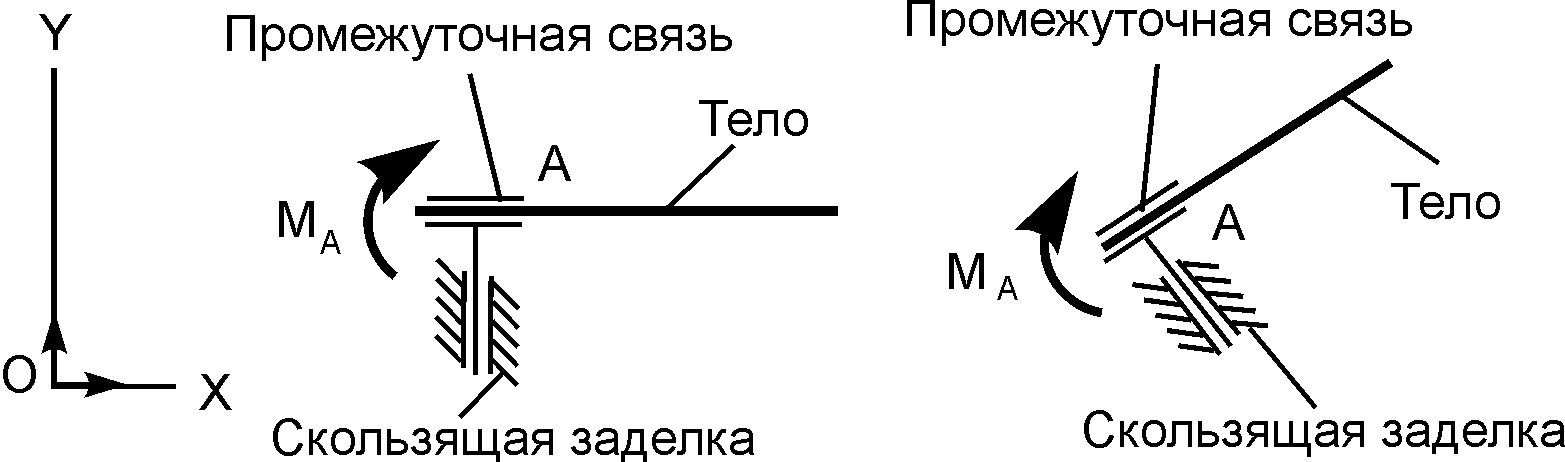 Y
O
X
Промежуточная связь
Тело
A
M A
Скользящая заделка
Промежуточная связь
Тело
A
M A
Скользящая заделка